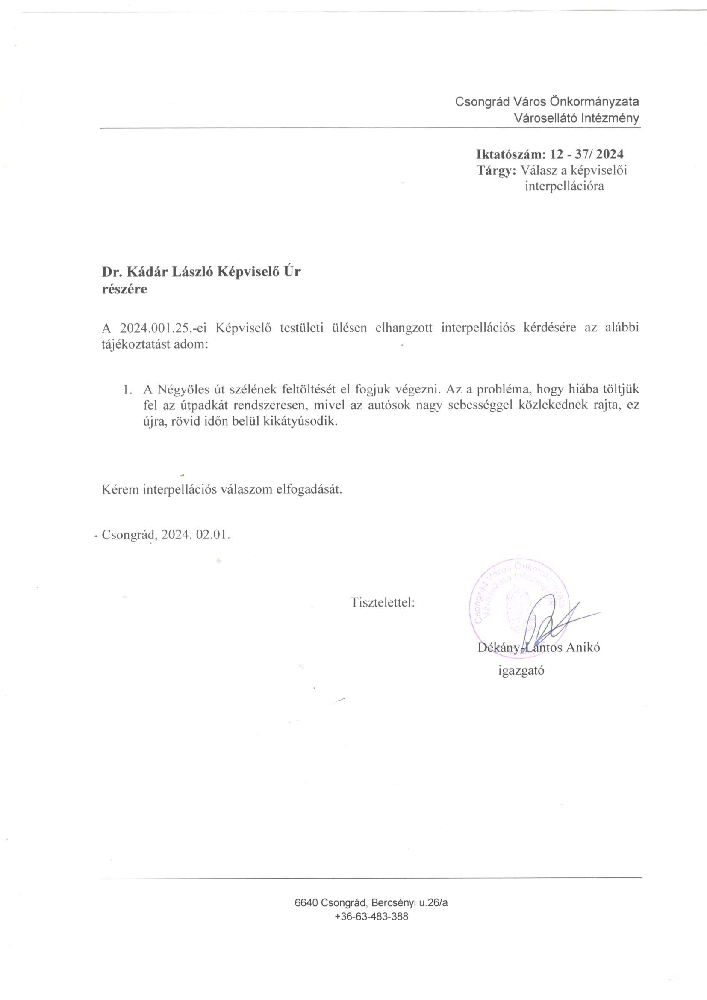 Csongrád Város Önkormányzata
Városellátó Intézmény
Iktatószám: 12 - 37/ 2024
Tárgy: Válasz a képviselői
interpellációra
Dr. Kádár László Képviselő Úr
részére
A 2024.001.25.-ei Képviselő testületi ülésen elhangzott interpellációs kérdésére az alábbi
tájékoztatást adom:
1. A Négyöles út szélének feltöltését el fogjuk végezni. Az a probléma, hogy hiába töltjük
fel az útpadkát rendszeresen, mivel az autósok nagy sebességgel közlekednek rajta, ez
újra, rövid időn belül kikátyúsodik.
Kérem interpellációs válaszom elfogadását.
Csongrád, 2024. 02.01.
Tisztelettel:
Csongrád Város Önkormányzata
Városellátó Intézménye
Dékány-Lantos Anikó
igazgató
6640 Csongrád, Bercsényi u.26/a
+36-63-483-388